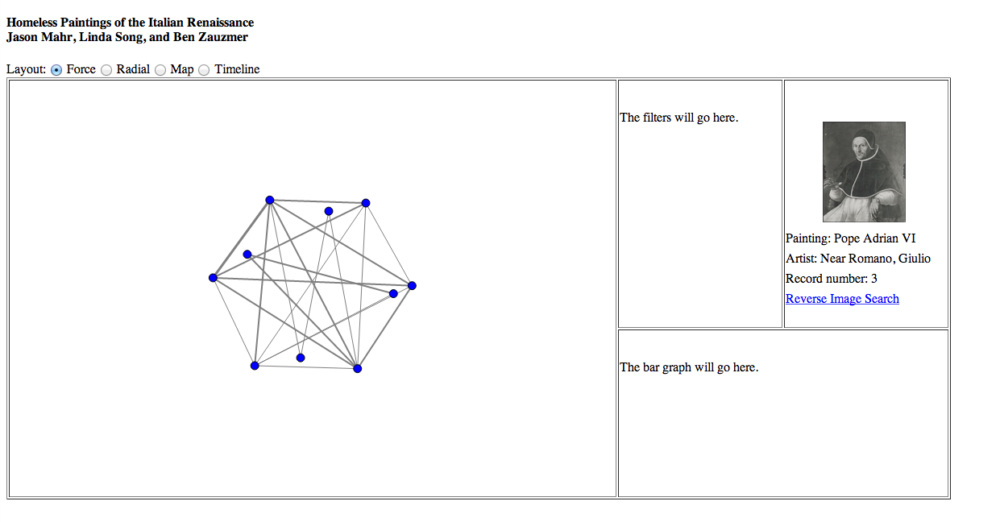 Homeless Paintings of the Italian Renaissance
Jason Mahr, Linda Song, and Ben Zauzmer
Layout: Force Radial Map Timeline
The filters will go here.
Painting: Pope Adrian VI
Artist: Near Romano, Giulio
Record number: 3
Reverse Image Search
The bar graph will go here.